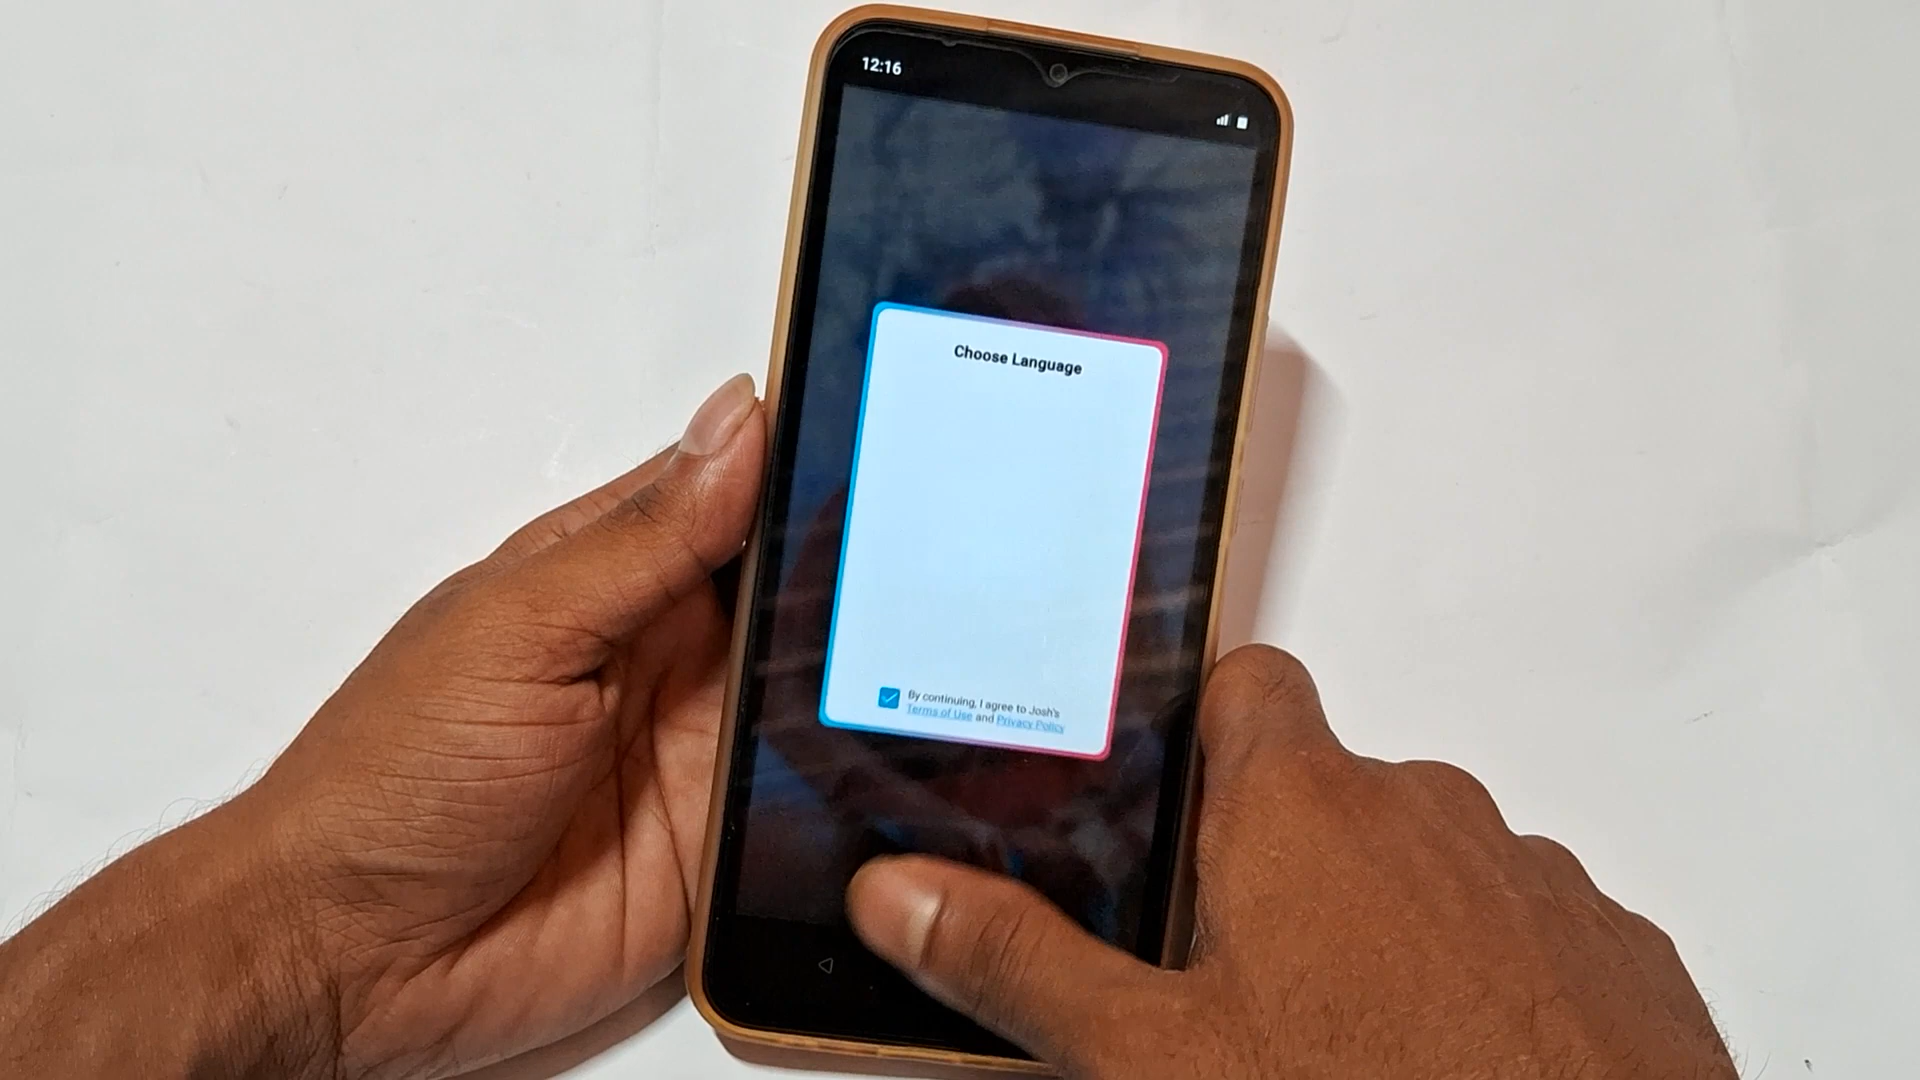 12:16
Choose Language
By continuing, I agree to Josh's
Terms of Use and Privacy Policy